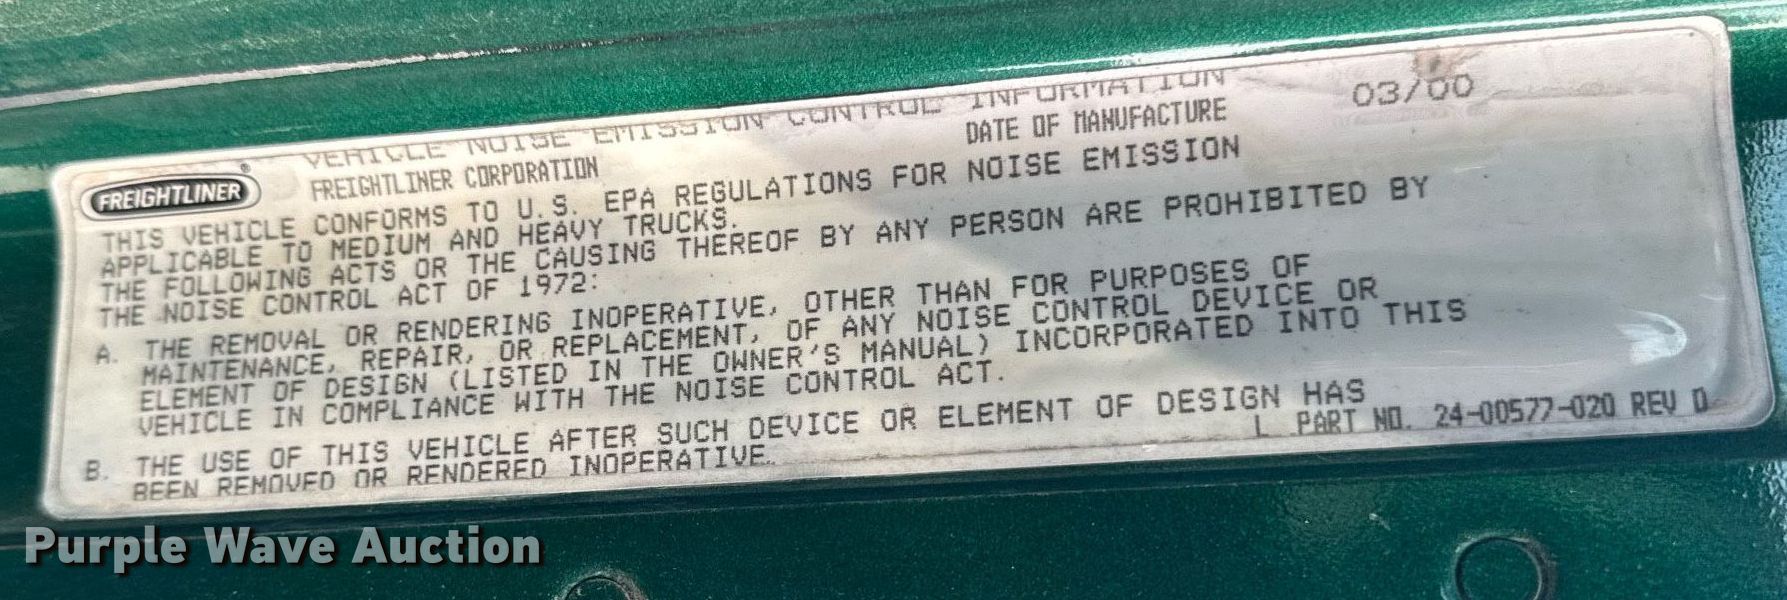 VEHICLE NOISE EMISSION CONTROL INFORMATION
FREIGHTLINER®
FREIGHTLINER CORPORATION
DATE OF MANUFACTURE
03/00
THIS VEHICLE CONFORMS TO U.S. EPA REGULATIONS FOR NOISE EMISSION
APPLICABLE TO MEDIUM AND HEAVY TRUCKS.
THE FOLLOWING ACTS OR THE CAUSING THEREOF BY ANY PERSON ARE PROHIBITED BY
THE NOISE CONTROL ACT OF 1972:
A. THE REMOVAL OR RENDERING INOPERATIVE, OTHER THAN FOR PURPOSES OF
MAINTENANCE, REPAIR, OR REPLACEMENT, OF ANY NOISE CONTROL DEVICE OR
ELEMENT OF DESIGN (LISTED IN THE OWNER'S MANUAL) INCORPORATED INTO THIS
VEHICLE IN COMPLIANCE WITH THE NOISE CONTROL ACT.
B. THE USE OF THIS VEHICLE AFTER SUCH DEVICE OR ELEMENT OF DESIGN HAS
BEEN REMOVED OR RENDERED INOPERATIVE.
L PART NO. 24-00577-020 REV D
Purple Wave Auction